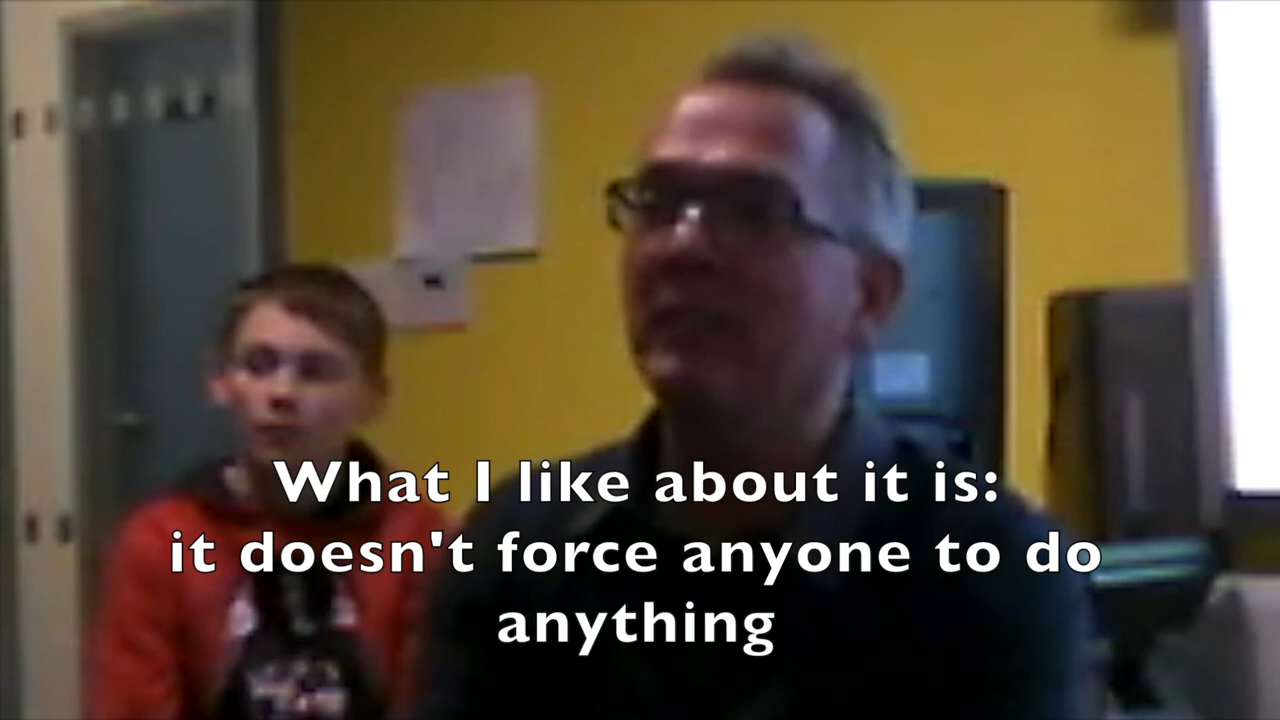 What I like about it is:
it doesn't force anyone to do
anything